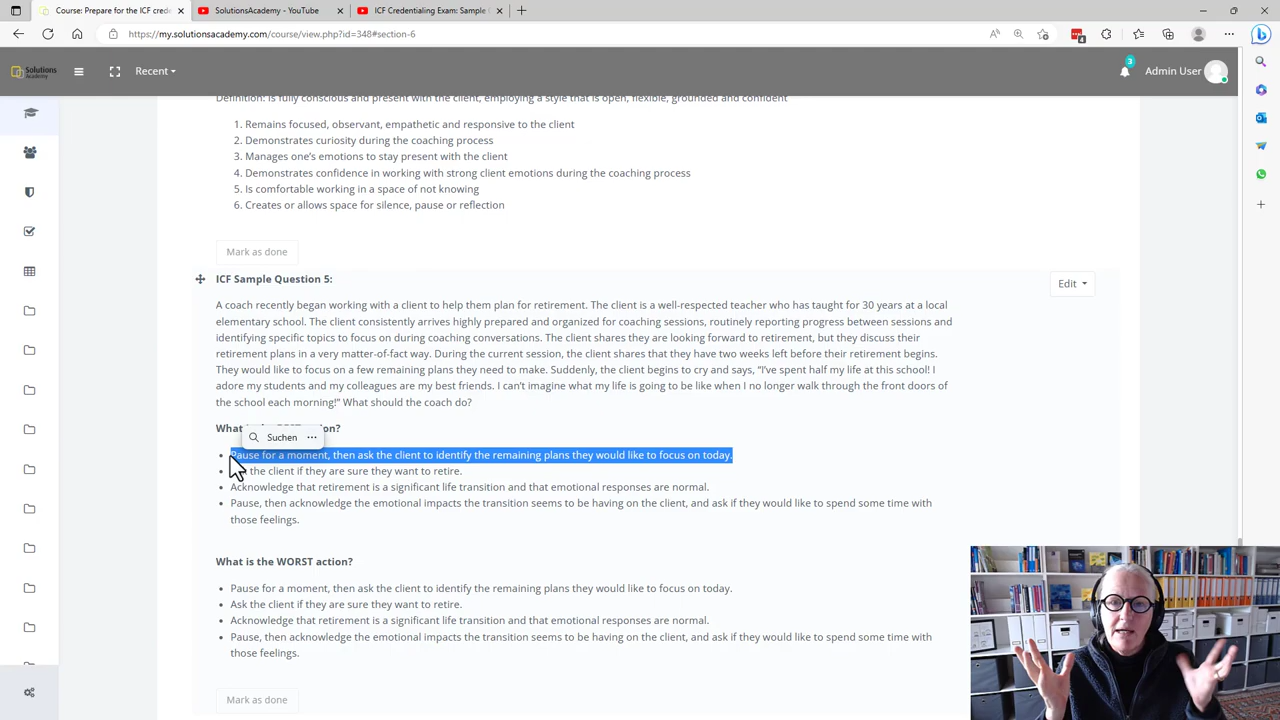 Course: Prepare for the ICF cred
SolutionsAcademy - YouTube
ICF Credentialing Exam: Sample
https://my.solutionsacademy.com/course/view.php?id=348#section-6
4
Solutions
Academy
Recent
3
Admin User
Definition: Is fully conscious and present with the client, employing a style that is open, flexible, grounded and confident
1. Remains focused, observant, empathetic and responsive to the client
2. Demonstrates curiosity during the coaching process
3. Manages one's emotions to stay present with the client
4. Demonstrates confidence in working with strong client emotions during the coaching process
5. Is comfortable working in a space of not knowing
6. Creates or allows space for silence, pause or reflection
Mark as done
ICF Sample Question 5:
Edit
A coach recently began working with a client to help them plan for retirement. The client is a well-respected teacher who has taught for 30 years at a local
elementary school. The client consistently arrives highly prepared and organized for coaching sessions, routinely reporting progress between sessions and
identifying specific topics to focus on during coaching conversations. The client shares they are looking forward to retirement, but they discuss their
retirement plans in a very matter-of-fact way. During the current session, the client shares that they have two weeks left before their retirement begins.
They would like to focus on a few remaining plans they need to make. Suddenly, the client begins to cry and says, “I've spent half my life at this school! I
adore my students and my colleagues are my best friends. I can't imagine what my life is going to be like when I no longer walk through the front doors of
the school each morning!” What should the coach do?
What action?
Suchen
Pause for a moment, then ask the client to identify the remaining plans they would like to focus on today.
the client if they are sure they want to retire.
Acknowledge that retirement is a significant life transition and that emotional responses are normal.
Pause, then acknowledge the emotional impacts the transition seems to be having on the client, and ask if they would like to spend some time with
those feelings.
What is the WORST action?
Pause for a moment, then ask the client to identify the remaining plans they would like to focus on today.
Ask the client if they are sure they want to retire.
Acknowledge that retirement is a significant life transition and that emotional responses are normal.
Pause, then acknowledge the emotional impacts the transition seems to be having on the client, and ask if they would like to spend some time with
those feelings.
Mark as done